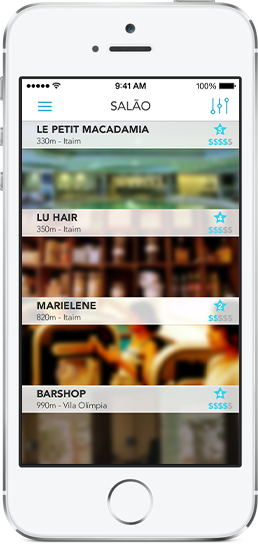 9:41 AM 100%
SALÃO
LE PETIT MACADAMIA
330m - Itaim
$$$$$
LU HAIR
350m - Itaim
$$$$$
MARIELENE
820m - Itaim
$$$$$
BARSHOP
990m - Vila Olímpia
$$$$$